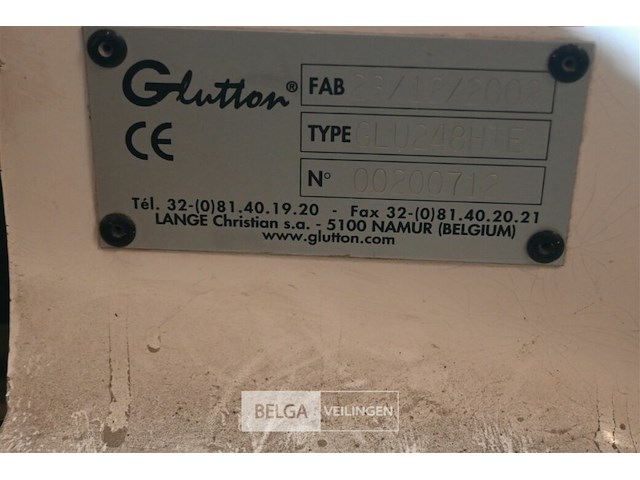 Glutton®
CE
FAB
TYPE GLU248H1E
N° 00200712
Tél. 32-(0)81.40.19.20 - Fax 32-(0)81.40.20.21
LANGE Christian s.a. - 5100 NAMUR (BELGIUM)
www.glutton.com
BELGA VEILINGEN